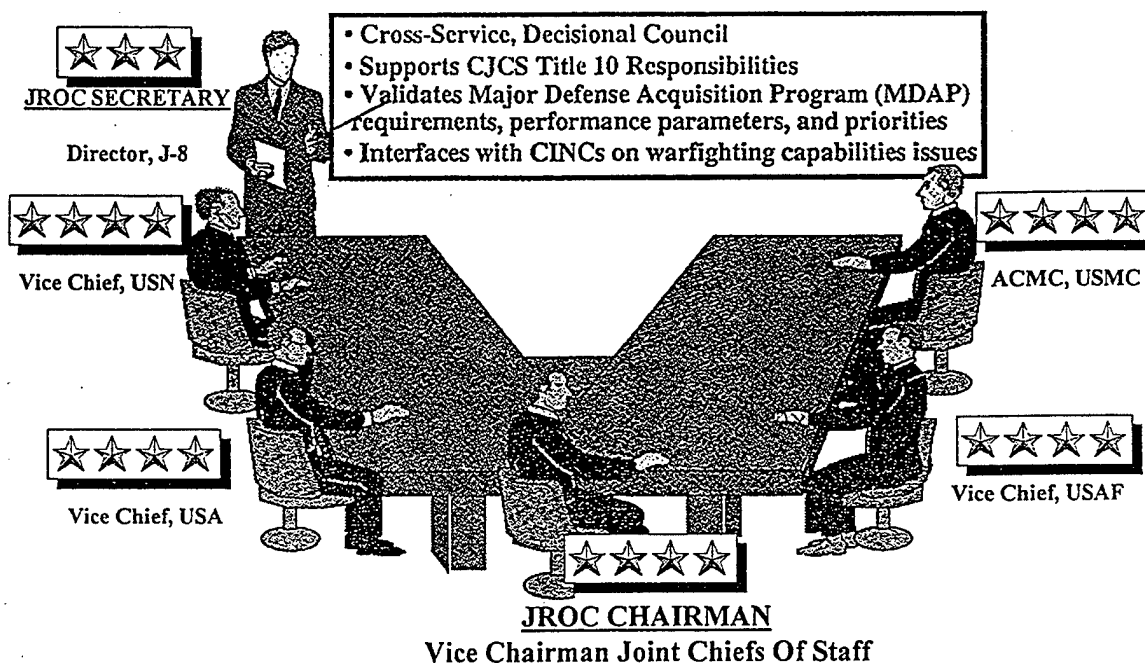 • Cross-Service, Decisional Council
• Supports CJCS Title 10 Responsibilities
• Validates Major Defense Acquisition Program (MDAP)
requirements, performance parameters, and priorities
• Interfaces with CINCs on warfighting capabilities issues
JROC SECRETARY
Director, J-8
Vice Chief, USN
ACMC, USMC
Vice Chief, USA
Vice Chief, USAF
JROC CHAIRMAN
Vice Chairman Joint Chiefs Of Staff